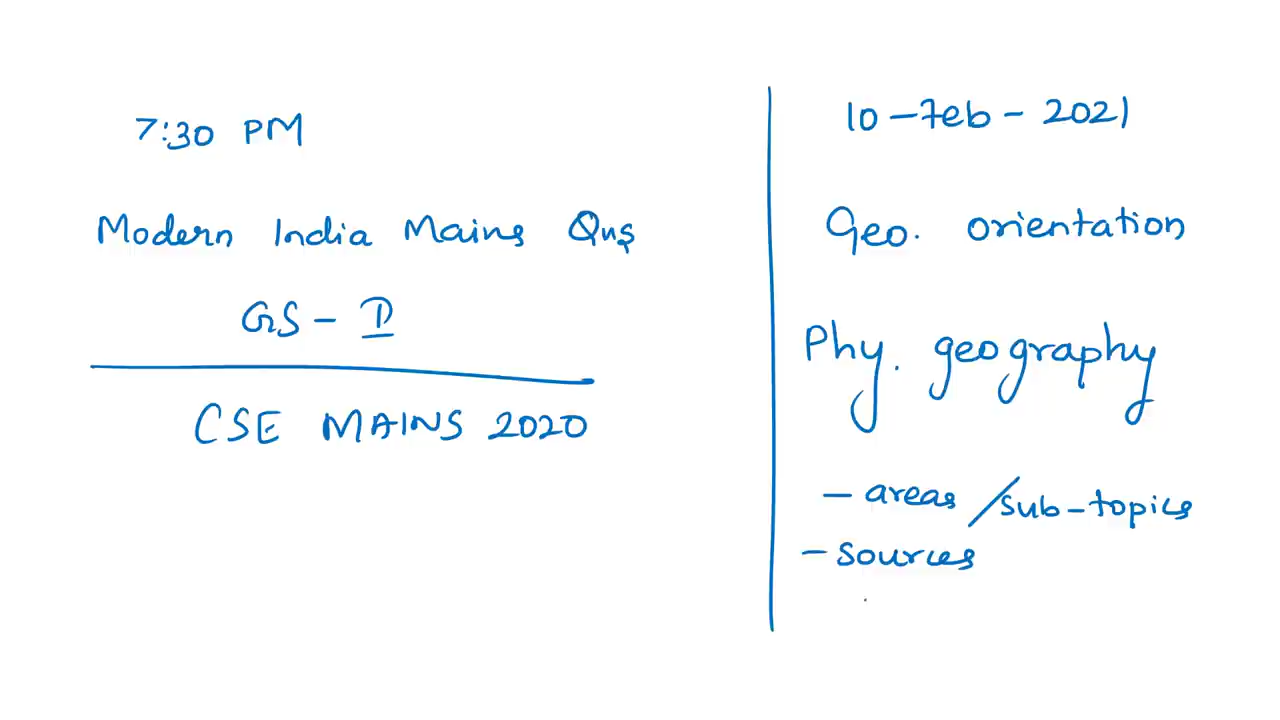 7:30 PM
Modern India Mains Qns
GS - I
CSE MAINS 2020
10 - Feb - 2021
Geo. orientation
Phy. geography
- areas / sub-topics
- sources